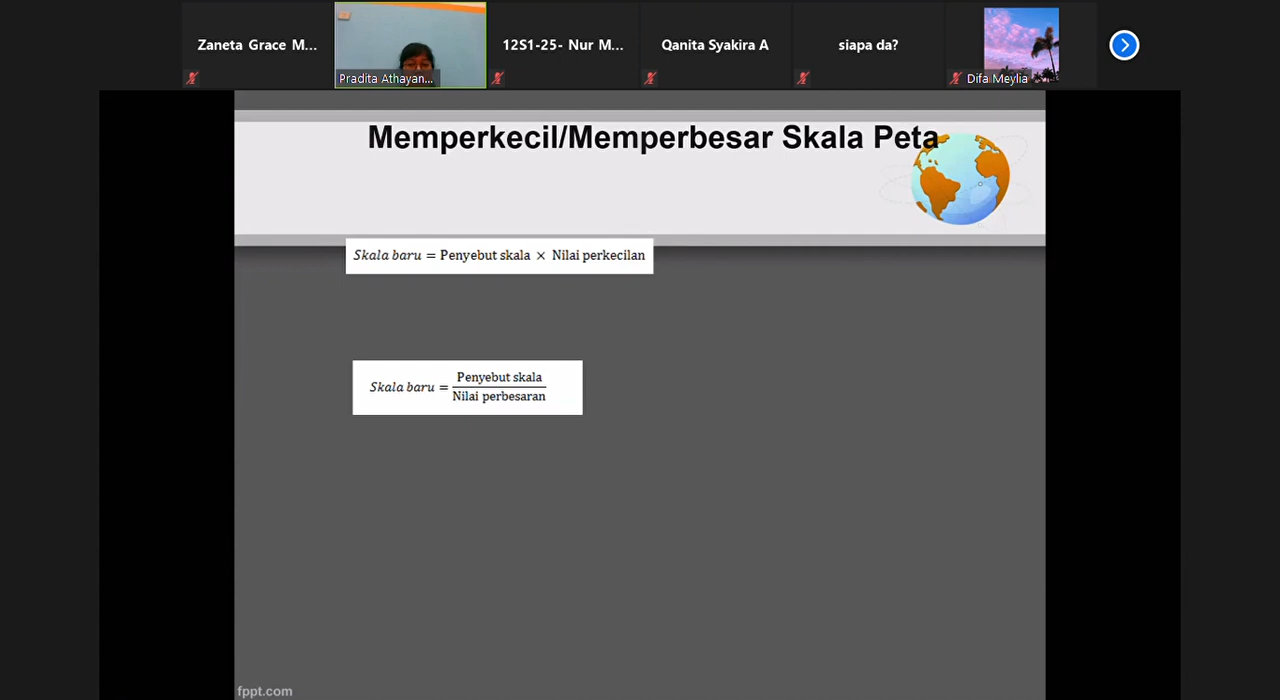 Zaneta Grace M...
Pradita Athayan...
12S1-25- Nur M...
Qanita Syakira A
siapa da?
Difa Meylia
Memperkecil/Memperbesar Skala Peta
Skala baru = Penyebut skala × Nilai perkecilan
Skala baru = Penyebut skala
Nilai perbesaran
fppt.com